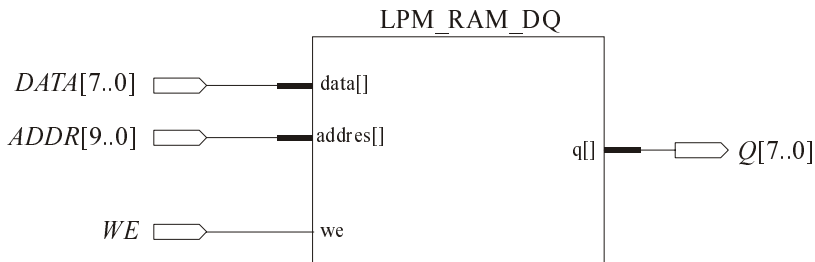 LPM_RAM_DQ
DATA[7..0]
data[]
ADDR[9..0]
addres[]
q[]
Q[7..0]
WE
we